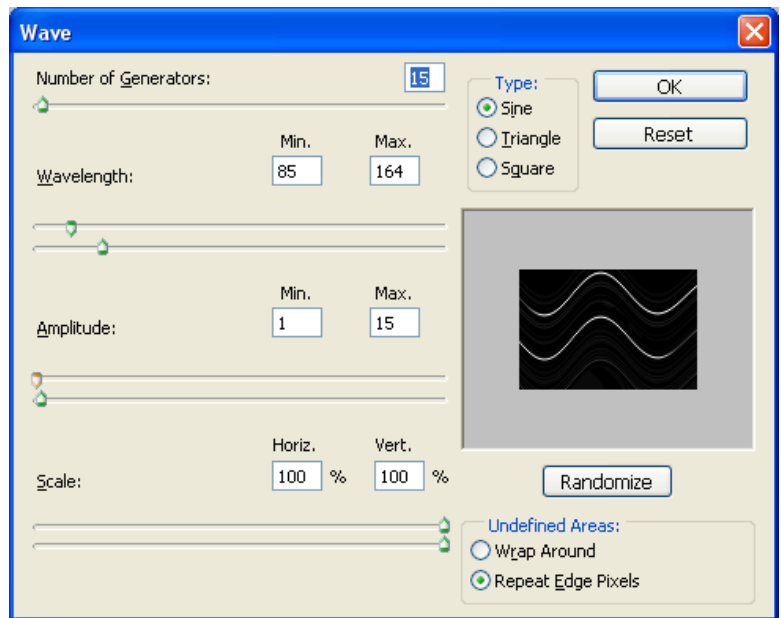 Wave
Number of Generators: 15
Type:
Sine
Triangle
Square
OK
Reset
Min. Max.
Wavelength: 85 164
Min. Max.
Amplitude: 1 15
Horiz. Vert.
Scale: 100 % 100 %
Randomize
Undefined Areas:
Wrap Around
Repeat Edge Pixels